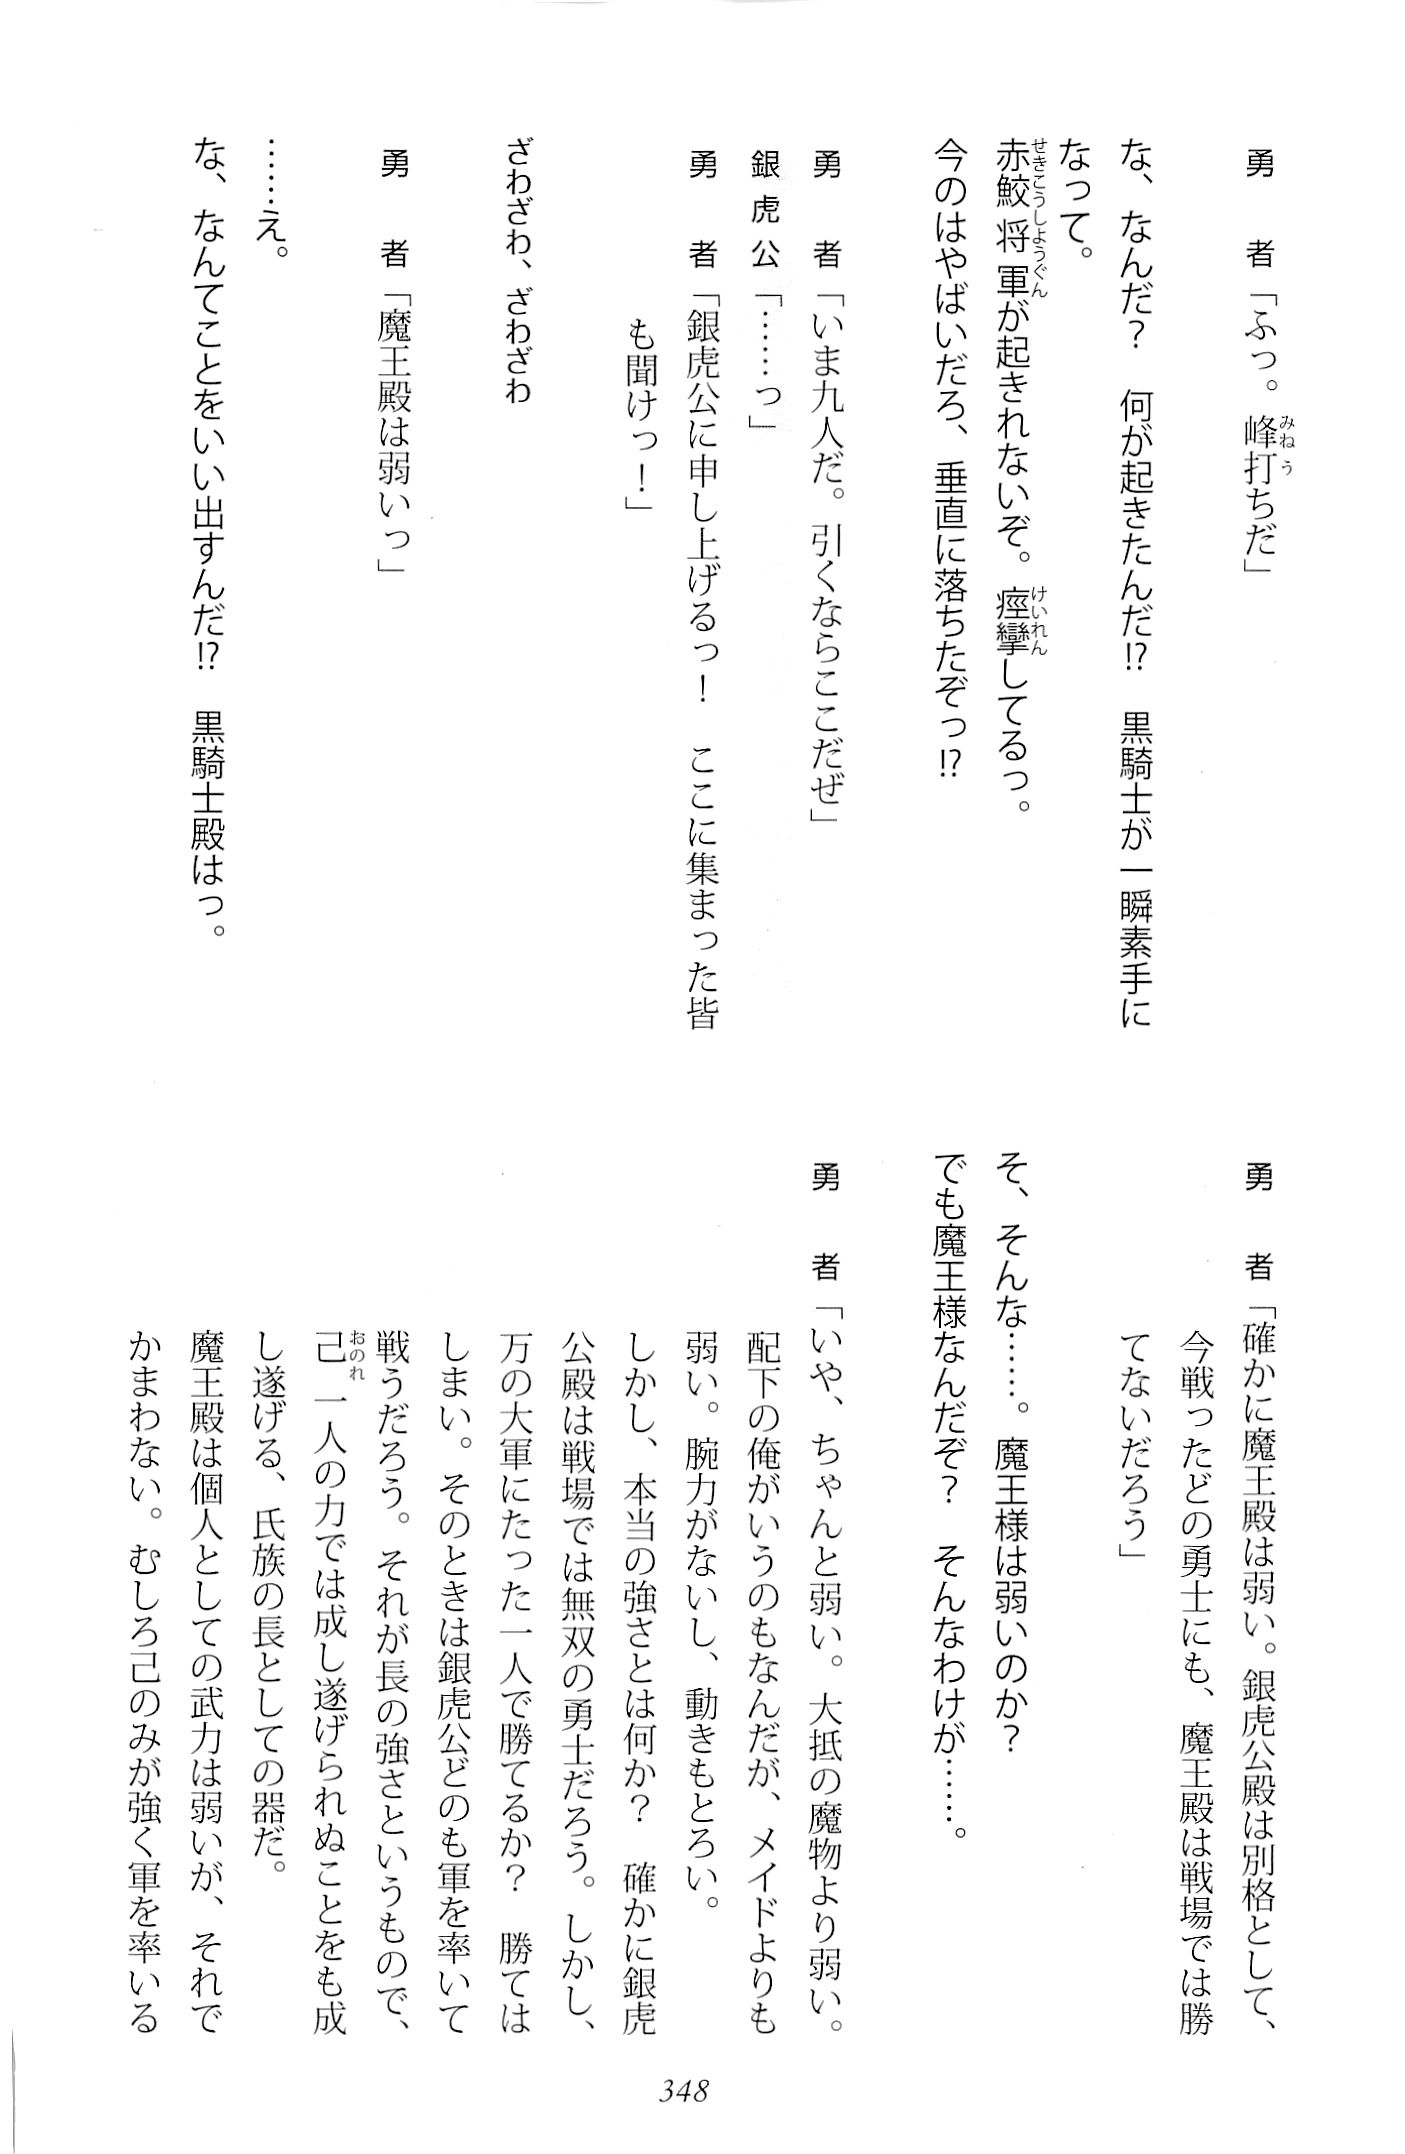 勇　者「ふっ。峰打ちだ」
な、なんだ？　何が起きたんだ⁉　黒騎士が一瞬素手に
なって。
赤鮫将軍が起きれないぞ。痙攣してるっ。
今のはやばいだろ、垂直に落ちたぞっ⁉
勇　者「いま九人だ。引くならここだぜ」
銀虎公「……っ」
勇　者「銀虎公に申し上げるっ！　ここに集まった皆
も聞けっ！」
ざわざわ、ざわざわ
勇　者「魔王殿は弱いっ」
……え。
な、なんてことをいい出すんだ⁉　黒騎士殿はっ。
勇　者「確かに魔王殿は弱い。銀虎公殿は別格として、
今戦ったどの勇士にも、魔王殿は戦場では勝
てないだろう」
そ、そんな……。魔王様は弱いのか？
でも魔王様なんだぞ？　そんなわけが……。
勇　者「いや、ちゃんと弱い。大抵の魔物より弱い。
配下の俺がいうのもなんだが、メイドよりも
弱い。腕力がないし、動きもとろい。
しかし、本当の強さとは何か？　確かに銀虎
公殿は戦場では無双の勇士だろう。しかし、
万の大軍にたった一人で勝てるか？　勝ては
しまい。そのときは銀虎公どのも軍を率いて
戦うだろう。それが長の強さというもので、
己一人の力では成し遂げられぬことをも成
し遂げる、氏族の長としての器だ。
魔王殿は個人としての武力は弱いが、それで
かまわない。むしろ己のみが強く軍を率いる
348